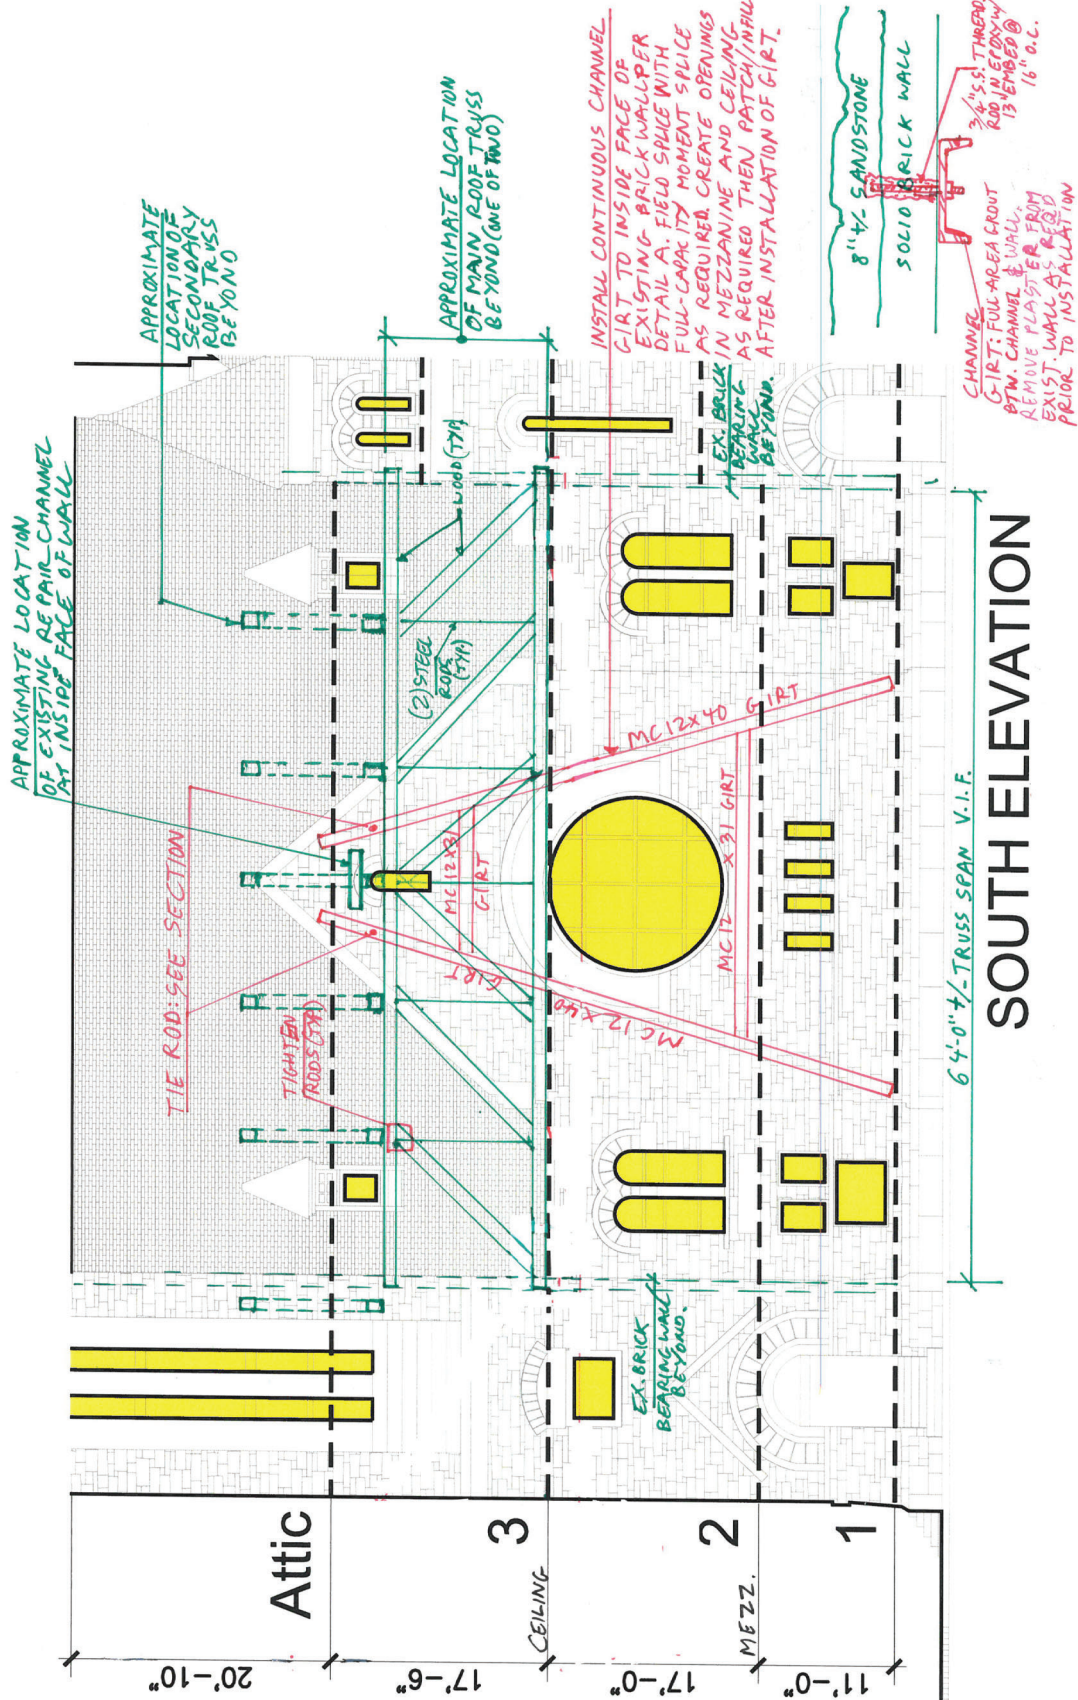 APPROXIMATE LOCATION
OF EXISTING REPAIR CHANNEL
AT INSIDE FACE OF WALL
APPROXIMATE
LOCATION OF
SECONDARY
ROOF TRUSS
BEYOND
APPROXIMATE LOCATION
OF MAIN ROOF TRUSS
BEYOND (ONE OF TWO)
TIE ROD: SEE SECTION
TIGHTEN
RODS (TYP)
(2) STEEL
RODS
(TYP)
WOOD (TYP)
INSTALL CONTINUOUS CHANNEL
GIRT TO INSIDE FACE OF
EXISTING BRICK WALL PER
DETAIL A. FIELD SPLICE WITH
FULL-CAPACITY MOMENT SPLICE
AS REQUIRED. CREATE OPENINGS
IN MEZZANINE AND CEILING
AS REQUIRED THEN PATCH/INFILL
AFTER INSTALLATION OF GIRT.
MC 12x31
GIRT
MC 12x40 GIRT
MC 12x40 GIRT
MC 12 x 31 GIRT
EX. BRICK
BEARING WALL
BEYOND.
EX. BRICK
BEARING
WALL
BEYOND.
8" +/- SANDSTONE
SOLID BRICK WALL
3/4" S.S. THREAD
ROD IN EPOXY W/
13" EMBED @
16" O.C.
CHANNEL
GIRT: FULL AREA GROUT
BTW. CHANNEL & WALL.
REMOVE PLASTER FROM
EXIST. WALL AS REQ'D
PRIOR TO INSTALLATION
64'-0" +/- TRUSS SPAN V.I.F.
SOUTH ELEVATION
Attic
3
CEILING
2
MEZZ.
1
20'-10"
17'-6"
17'-0"
11'-0"